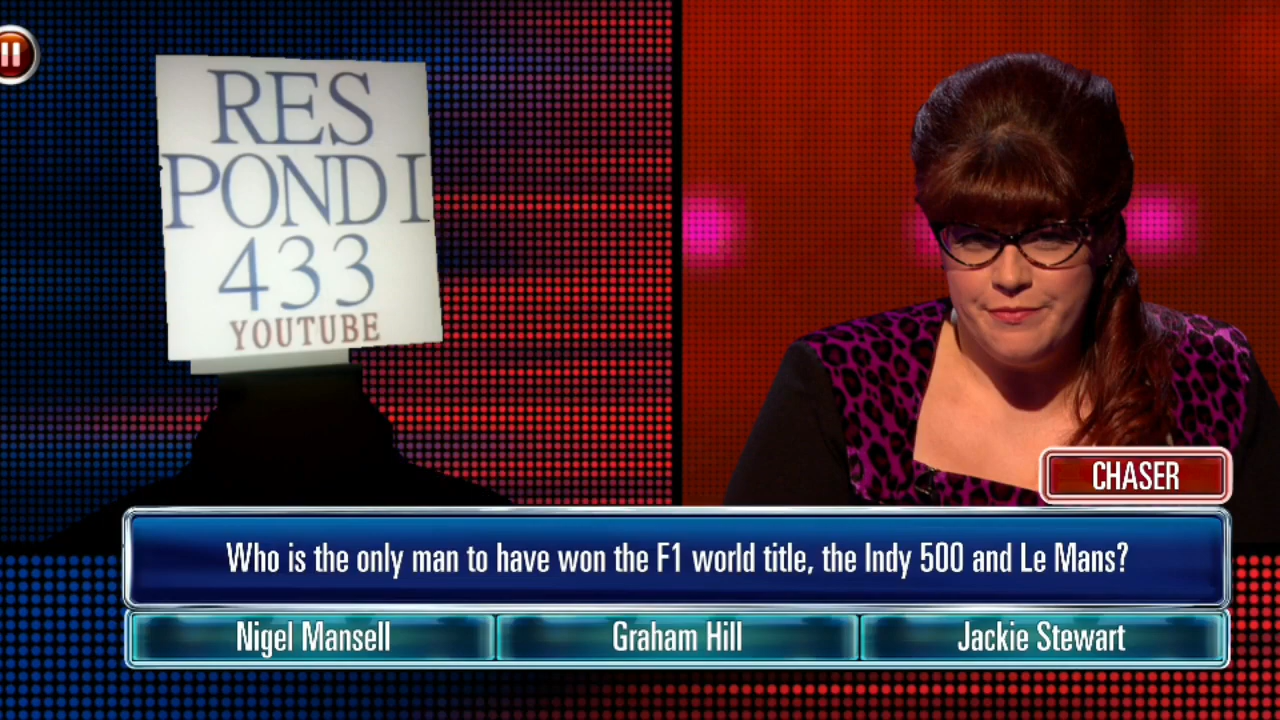 RES
POND I
433
YOUTUBE
CHASER
Who is the only man to have won the F1 world title, the Indy 500 and Le Mans?
Nigel Mansell
Graham Hill
Jackie Stewart